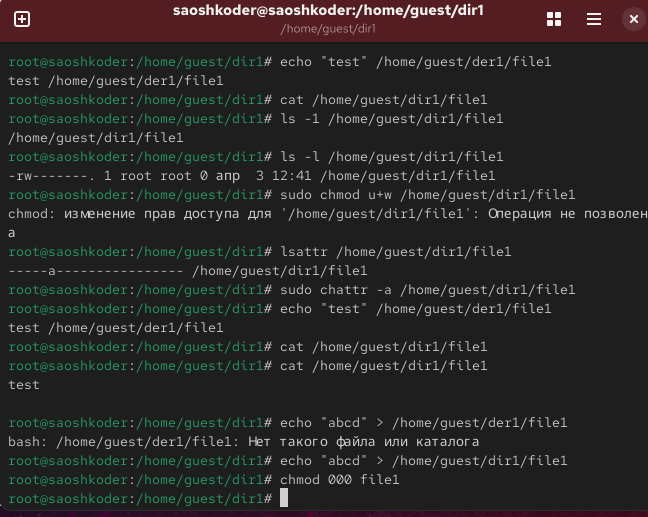 saoshkoder@saoshkoder:/home/guest/dir1
/home/guest/dir1
root@saoshkoder:/home/guest/dir1# echo "test" /home/guest/der1/file1
test /home/guest/der1/file1
root@saoshkoder:/home/guest/dir1# cat /home/guest/dir1/file1
root@saoshkoder:/home/guest/dir1# ls -1 /home/guest/dir1/file1
/home/guest/dir1/file1
root@saoshkoder:/home/guest/dir1# ls -l /home/guest/dir1/file1
-rw-------. 1 root root 0 апр  3 12:41 /home/guest/dir1/file1
root@saoshkoder:/home/guest/dir1# sudo chmod u+w /home/guest/dir1/file1
chmod: изменение прав доступа для '/home/guest/dir1/file1': Операция не позволен
а
root@saoshkoder:/home/guest/dir1# lsattr /home/guest/dir1/file1
-----a---------------- /home/guest/dir1/file1
root@saoshkoder:/home/guest/dir1# sudo chattr -a /home/guest/dir1/file1
root@saoshkoder:/home/guest/dir1# echo "test" /home/guest/der1/file1
test /home/guest/der1/file1
root@saoshkoder:/home/guest/dir1# cat /home/guest/dir1/file1
root@saoshkoder:/home/guest/dir1# cat /home/guest/dir1/file1
test
root@saoshkoder:/home/guest/dir1# echo "abcd" > /home/guest/der1/file1
bash: /home/guest/der1/file1: Нет такого файла или каталога
root@saoshkoder:/home/guest/dir1# echo "abcd" > /home/guest/dir1/file1
root@saoshkoder:/home/guest/dir1# chmod 000 file1
root@saoshkoder:/home/guest/dir1#